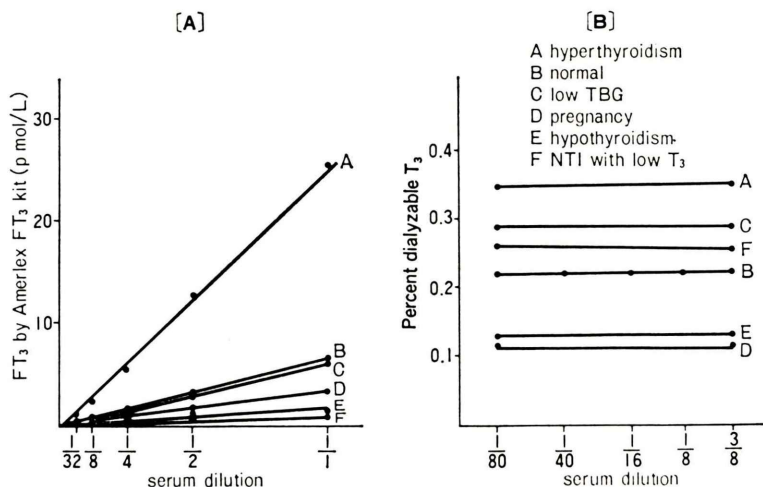 [A]
FT3 by Amerlex FT3 kit (p mol/L)
30
20
10
A
B
C
D
E
F
1/32 1/8 1/4 1/2 1/1
serum dilution
[B]
A hyperthyroidism
B normal
C low TBG
D pregnancy
E hypothyroidism
F NTI with low T3
Percent dialyzable T3
0.4
0.3
0.2
0.1
A
C
F
B
E
D
1/80 1/40 1/16 1/8 3/8
serum dilution